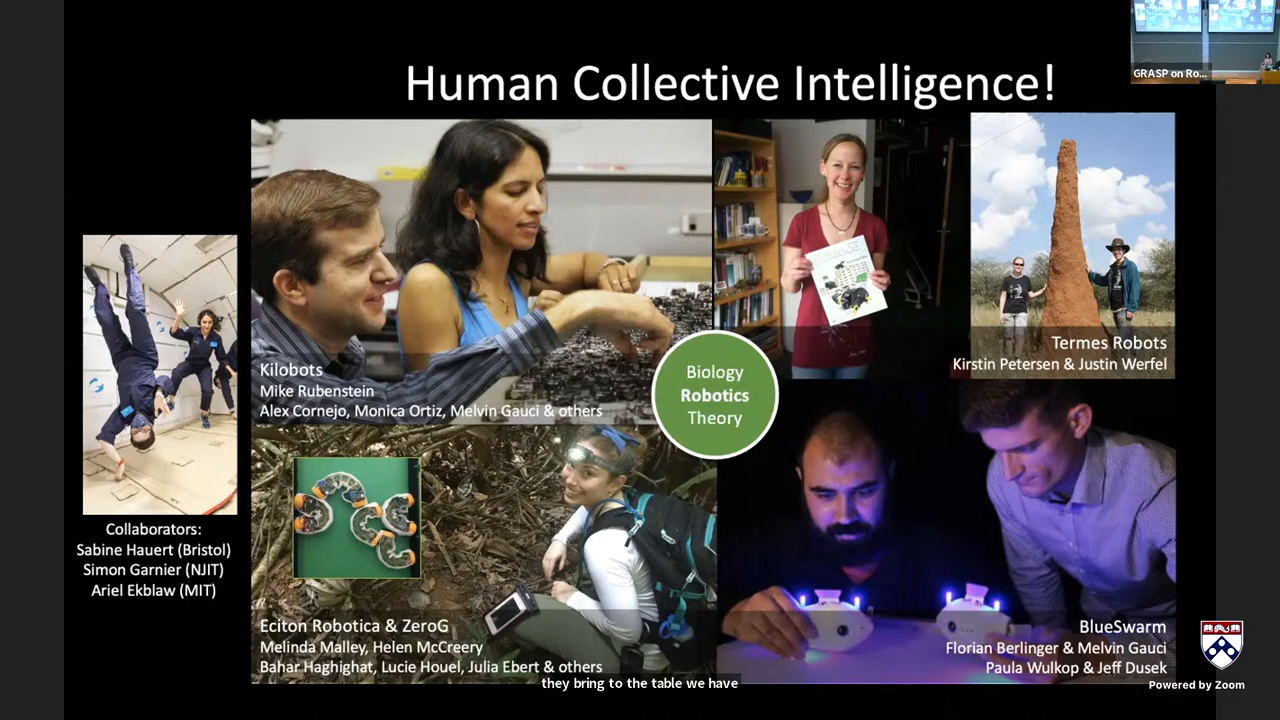 Human Collective Intelligence!
GRASP on Ro...
Kilobots
Mike Rubenstein
Alex Cornejo, Monica Ortiz, Melvin Gauci & others
Biology
Robotics
Theory
Termes Robots
Kirstin Petersen & Justin Werfel
Collaborators:
Sabine Hauert (Bristol)
Simon Garnier (NJIT)
Ariel Ekblaw (MIT)
Eciton Robotica & ZeroG
Melinda Malley, Helen McCreery
Bahar Haghighat, Lucie Houel, Julia Ebert & others
BlueSwarm
Florian Berlinger & Melvin Gauci
Paula Wulkop & Jeff Dusek
they bring to the table we have
Powered by Zoom